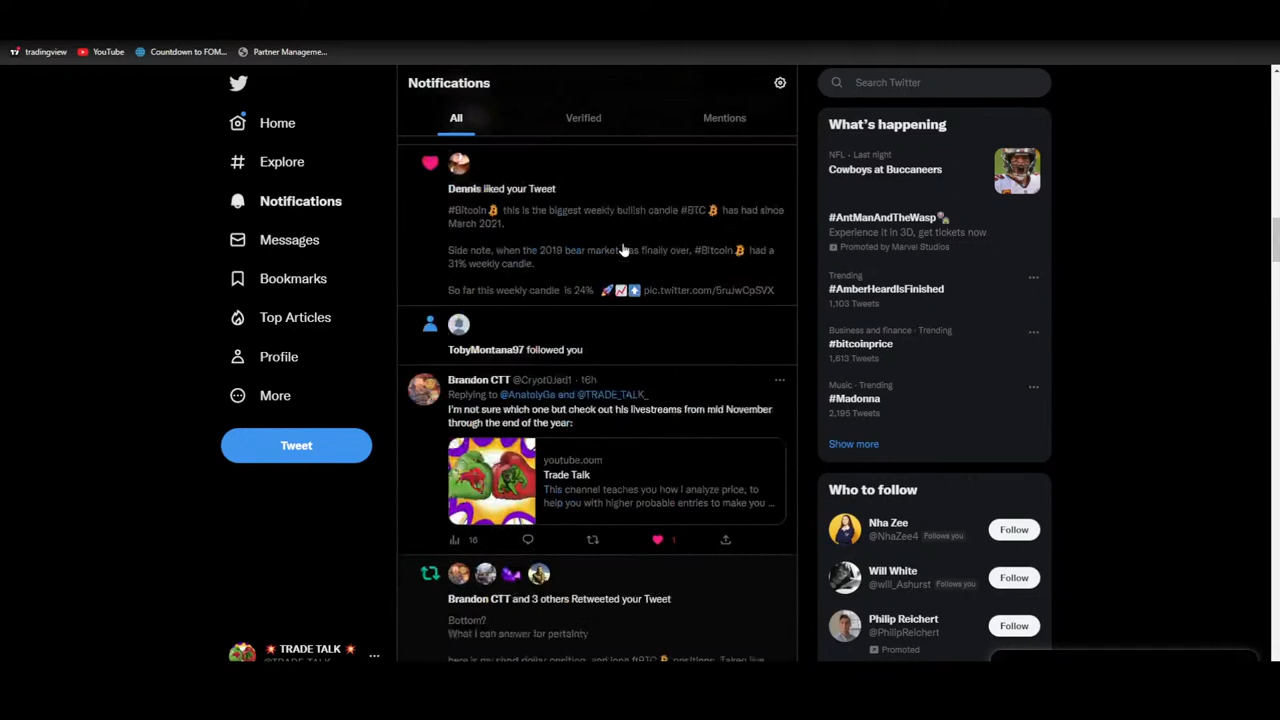 tradingview
YouTube
Countdown to FOM...
Partner Manageme...
Home
Explore
Notifications
Messages
Bookmarks
Top Articles
Profile
More
Tweet
TRADE TALK
Notifications
All
Verified
Mentions
Dennis liked your Tweet
#Bitcoin this is the biggest weekly bullish candle #BTC has had since
March 2021.
Side note, when the 2019 bear market was finally over, #Bitcoin had a
31% weekly candle.
So far this weekly candle is 24% pic.twitter.com/5rujwCpSVX
TobyMontana97 followed you
Brandon CTT · 16h
Replying to @AnatolyGa and @TRADE_TALK_
I'm not sure which one but check out his livestreams from mid November
through the end of the year:
youtube.com
Trade Talk
This channel teaches you how I analyze price, to
help you with higher probable entries to make you ...
16
1
Brandon CTT and 3 others Retweeted your Tweet
Bottom?
What I can answer for certainty
Search Twitter
What's happening
NFL · Last night
Cowboys at Buccaneers
#AntManAndTheWasp
Experience it in 3D, get tickets now
Promoted by Marvel Studios
Trending
#AmberHeardIsFinished
1,103 Tweets
Business and finance · Trending
#bitcoinprice
1,613 Tweets
Music · Trending
#Madonna
2,195 Tweets
Show more
Who to follow
Nha Zee
@NhaZee4 Follows you
Follow
Will White
@will_Ashurst Follows you
Follow
Philip Reichert
@PhilipReichert
Follow
Promoted